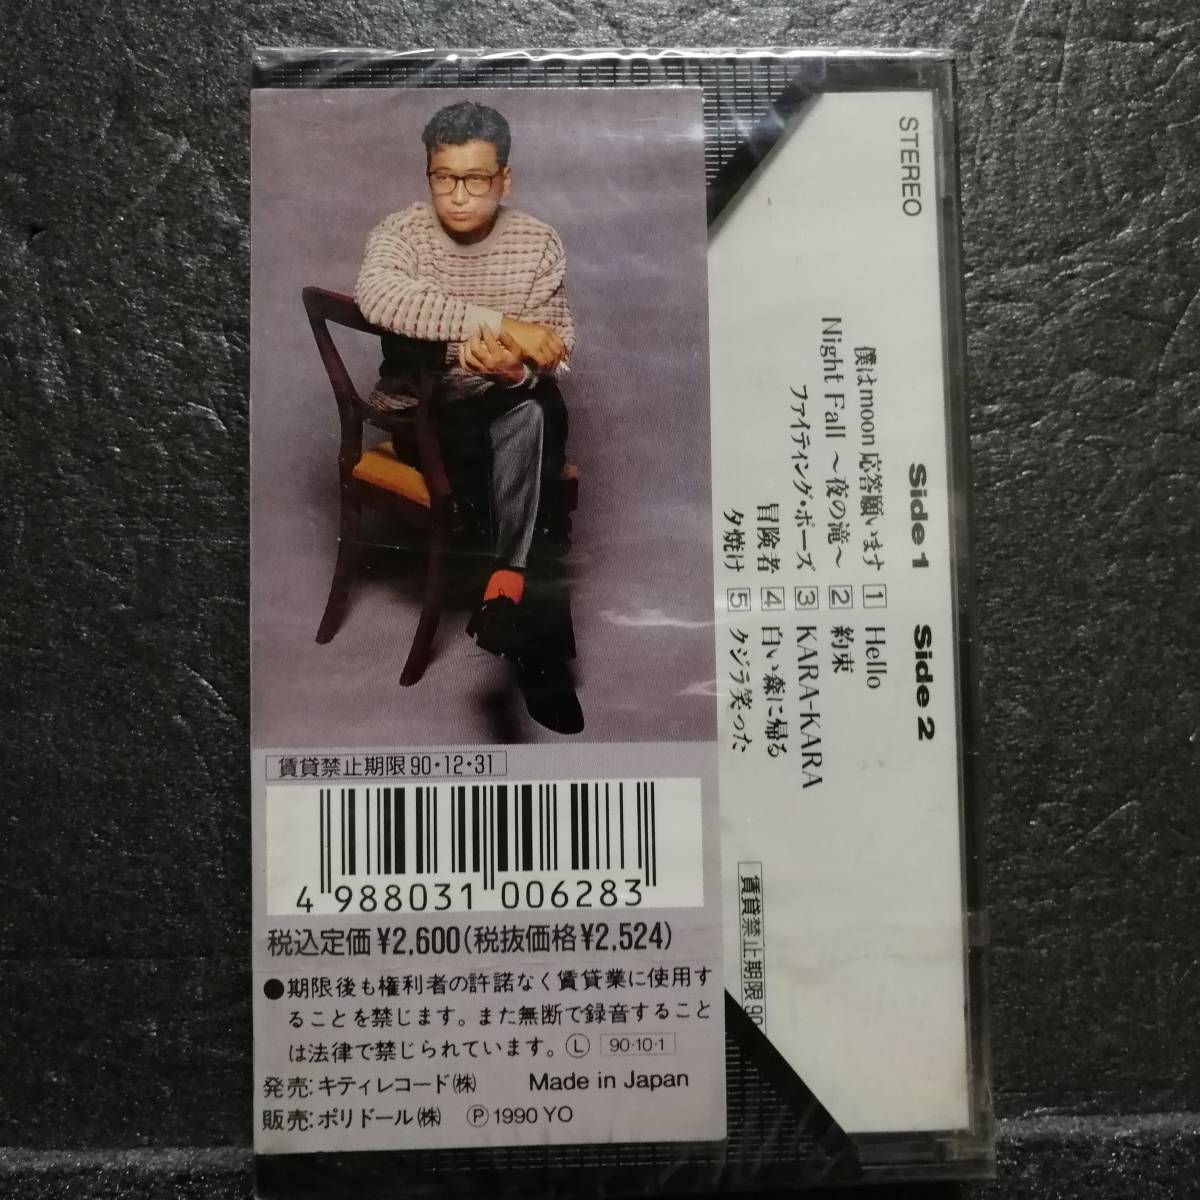 STEREO
Side 1
Side 2
僕はmoon応答願います 1 Hello
Night Fall 〜夜の滝〜 2 約束
ファイティング・ポーズ 3 KARA-KARA
冒険者 4 白い森に帰る
夕焼け 5 クジラ笑った
賃貸禁止期限90
賃貸禁止期限90・12・31
4 988031 006283
税込定価¥2,600(税抜価格¥2,524)
●期限後も権利者の許諾なく賃貸業に使用す
ることを禁じます。また無断で録音すること
は法律で禁じられています。Ⓛ 90・10・1
発売:キティレコード㈱ Made in Japan
販売:ポリドール㈱ Ⓟ1990 YO